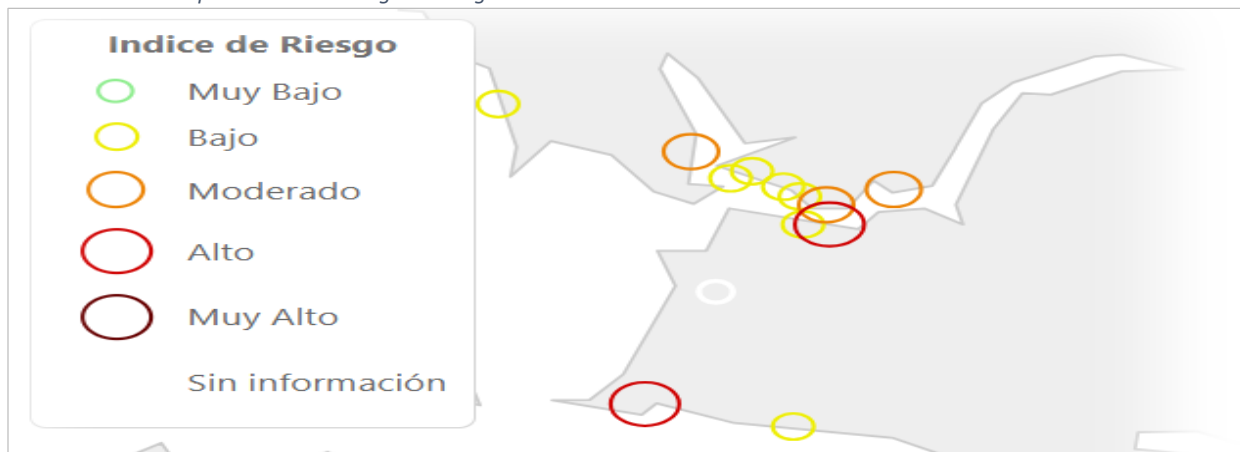 Indice de Riesgo
Muy Bajo
Bajo
Moderado
Alto
Muy Alto
Sin información